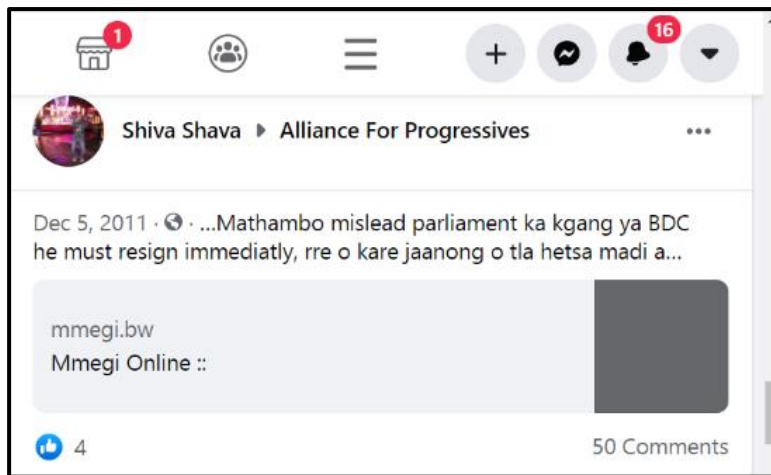 1
16
Shiva Shava ▸ Alliance For Progressives
Dec 5, 2011 · ...Mathambo mislead parliament ka kgang ya BDC
he must resign immediatly, rre o kare jaanong o tla hetsa madi a...
mmegi.bw
Mmegi Online ::
4
50 Comments